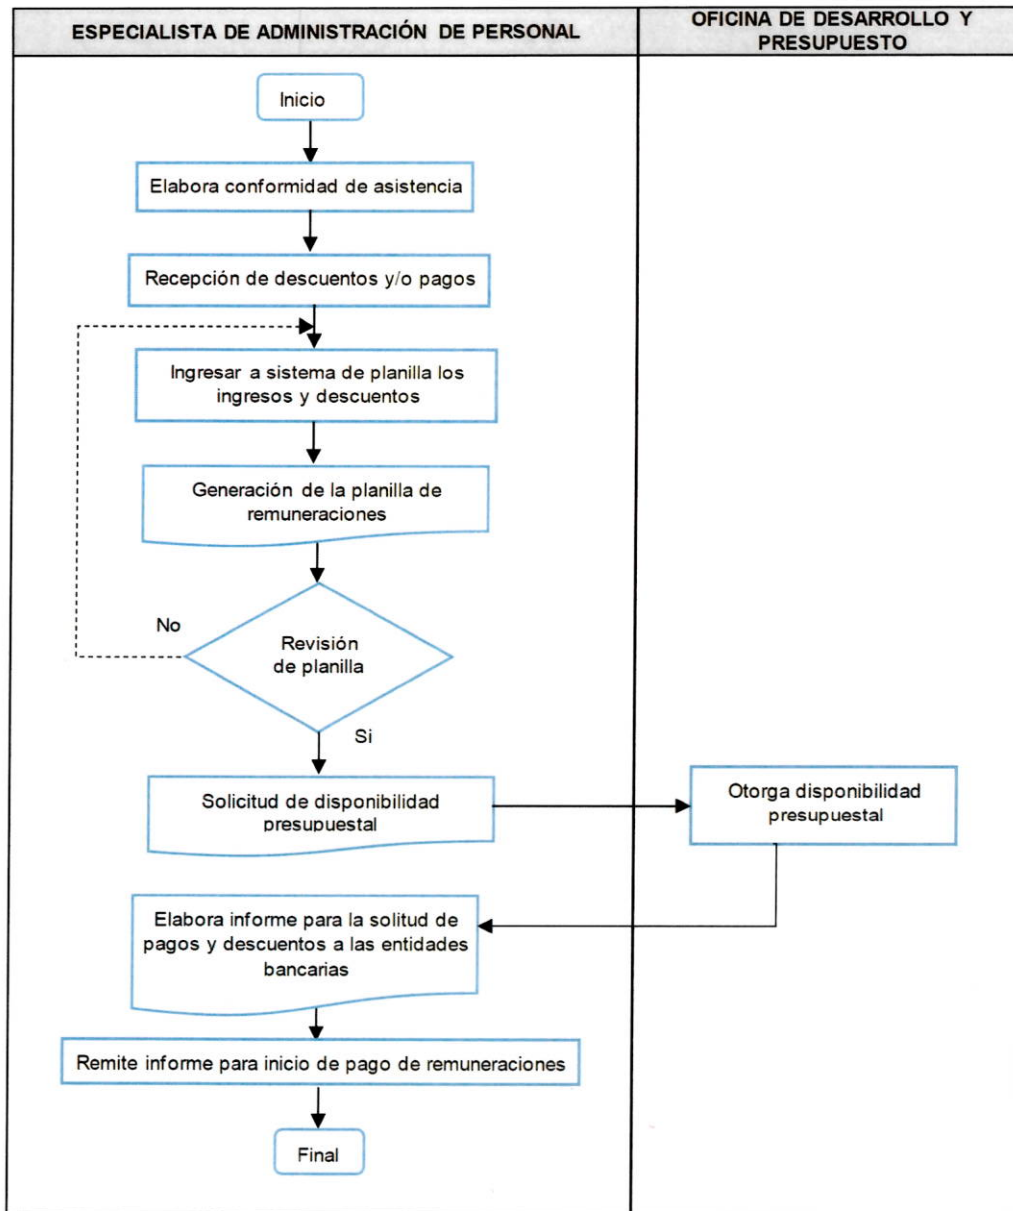 ESPECIALISTA DE ADMINISTRACIÓN DE PERSONAL
OFICINA DE DESARROLLO Y
PRESUPUESTO
Inicio
Elabora conformidad de asistencia
Recepción de descuentos y/o pagos
Ingresar a sistema de planilla los
ingresos y descuentos
Generación de la planilla de
remuneraciones
No
Revisión
de planilla
Si
Solicitud de disponibilidad
presupuestal
Otorga disponibilidad
presupuestal
Elabora informe para la solitud de
pagos y descuentos a las entidades
bancarias
Remite informe para inicio de pago de remuneraciones
Final